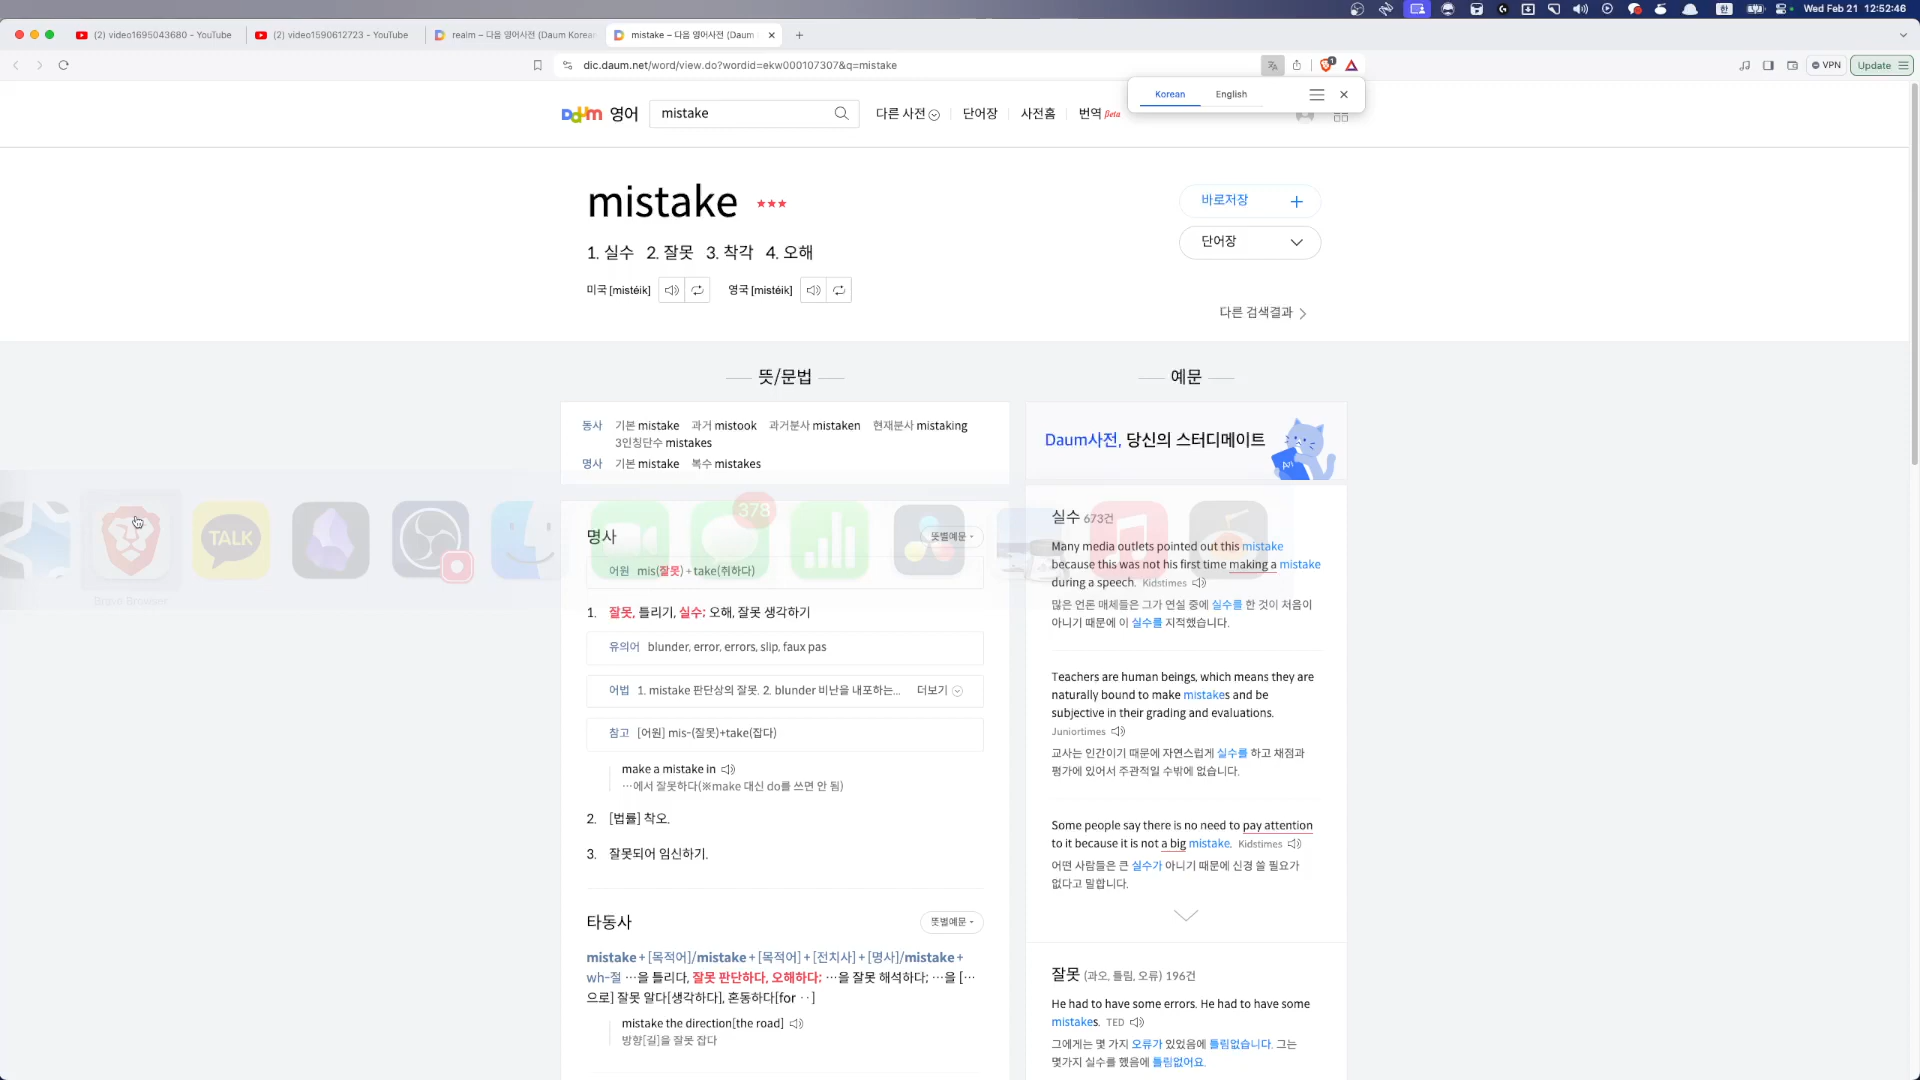 Wed Feb 21 12:52:46
(2) video1695043680 - YouTube
(2) video1590612723 - YouTube
realm – 다음 영어사전 (Daum Korean
mistake – 다음 영어사전 (Daum
dic.daum.net/word/view.do?wordid=ekw000107307&q=mistake
VPN
Update
Korean English
Daum 영어
mistake
다른 사전 단어장 사전홈 번역 Beta
mistake ★★★
바로저장
1. 실수 2. 잘못 3. 착각 4. 오해
단어장
미국 [mistéik] 영국 [mistéik]
다른 검색결과
뜻/문법
동사 기본 mistake 과거 mistook 과거분사 mistaken 현재분사 mistaking
3인칭단수 mistakes
명사 기본 mistake 복수 mistakes
TALK
378
Brave Browser
명사
뜻별예문
어원 mis(잘못) + take(취하다)
1. 잘못, 틀리기, 실수; 오해, 잘못 생각하기
유의어 blunder, error, errors, slip, faux pas
어법 1. mistake 판단상의 잘못. 2. blunder 비난을 내포하는... 더보기
참고 [어원] mis-(잘못)+take(잡다)
make a mistake in
…에서 잘못하다(※make 대신 do를 쓰면 안 됨)
2. [법률] 착오.
3. 잘못되어 임신하기.
타동사
뜻별예문
mistake + [목적어]/mistake + [목적어] + [전치사] + [명사]/mistake +
wh-절 …을 틀리다, 잘못 판단하다, 오해하다; …을 잘못 해석하다; …을 […
으로] 잘못 알다[생각하다], 혼동하다[for ‥]
mistake the direction[the road]
방향[길]을 잘못 잡다
예문
Daum사전, 당신의 스터디메이트
실수 673건
Many media outlets pointed out this mistake
because this was not his first time making a mistake
during a speech. Kidstimes
많은 언론 매체들은 그가 연설 중에 실수를 한 것이 처음이
아니기 때문에 이 실수를 지적했습니다.
Teachers are human beings, which means they are
naturally bound to make mistakes and be
subjective in their grading and evaluations.
Juniortimes
교사는 인간이기 때문에 자연스럽게 실수를 하고 채점과
평가에 있어서 주관적일 수밖에 없습니다.
Some people say there is no need to pay attention
to it because it is not a big mistake. Kidstimes
어떤 사람들은 큰 실수가 아니기 때문에 신경 쓸 필요가
없다고 말합니다.
잘못 (과오, 틀림, 오류) 196건
He had to have some errors. He had to have some
mistakes. TED
그에게는 몇 가지 오류가 있었음에 틀림없습니다. 그는
몇가지 실수를 했음에 틀림없어요.